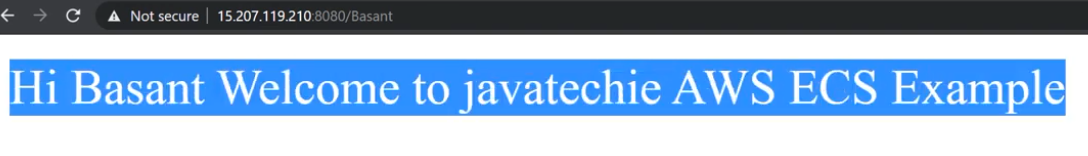 Not secure | 15.207.119.210:8080/Basant
Hi Basant Welcome to javatechie AWS ECS Example